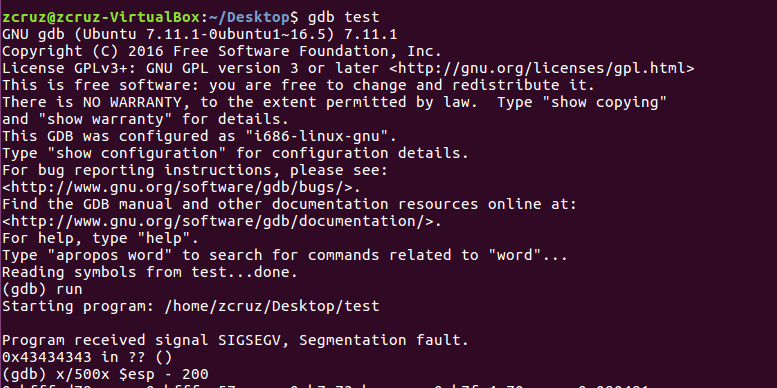 zcruz@zcruz-VirtualBox:~/Desktop$ gdb test
GNU gdb (Ubuntu 7.11.1-0ubuntu1~16.5) 7.11.1
Copyright (C) 2016 Free Software Foundation, Inc.
License GPLv3+: GNU GPL version 3 or later <http://gnu.org/licenses/gpl.html>
This is free software: you are free to change and redistribute it.
There is NO WARRANTY, to the extent permitted by law.  Type "show copying"
and "show warranty" for details.
This GDB was configured as "i686-linux-gnu".
Type "show configuration" for configuration details.
For bug reporting instructions, please see:
<http://www.gnu.org/software/gdb/bugs/>.
Find the GDB manual and other documentation resources online at:
<http://www.gnu.org/software/gdb/documentation/>.
For help, type "help".
Type "apropos word" to search for commands related to "word"...
Reading symbols from test...done.
(gdb) run
Starting program: /home/zcruz/Desktop/test
Program received signal SIGSEGV, Segmentation fault.
0x43434343 in ?? ()
(gdb) x/500x $esp - 200